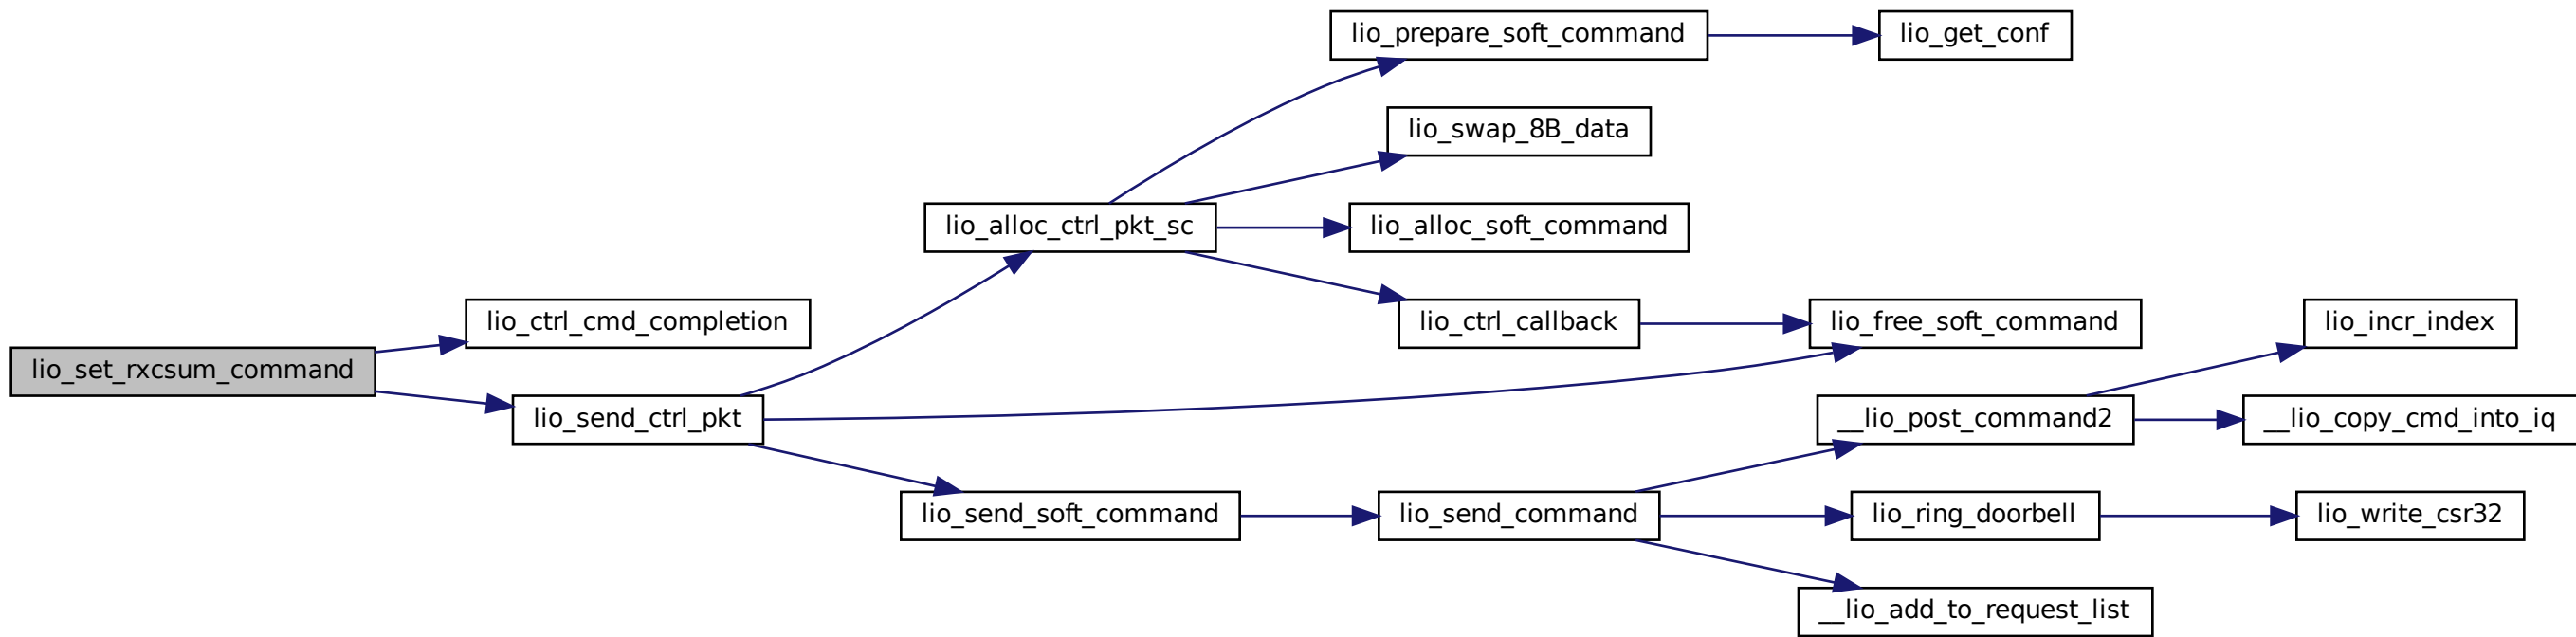 lio_prepare_soft_command
lio_get_conf
lio_swap_8B_data
lio_alloc_ctrl_pkt_sc
lio_alloc_soft_command
lio_ctrl_cmd_completion
lio_ctrl_callback
lio_free_soft_command
lio_incr_index
lio_set_rxcsum_command
lio_send_ctrl_pkt
__lio_post_command2
__lio_copy_cmd_into_iq
lio_send_soft_command
lio_send_command
lio_ring_doorbell
lio_write_csr32
__lio_add_to_request_list